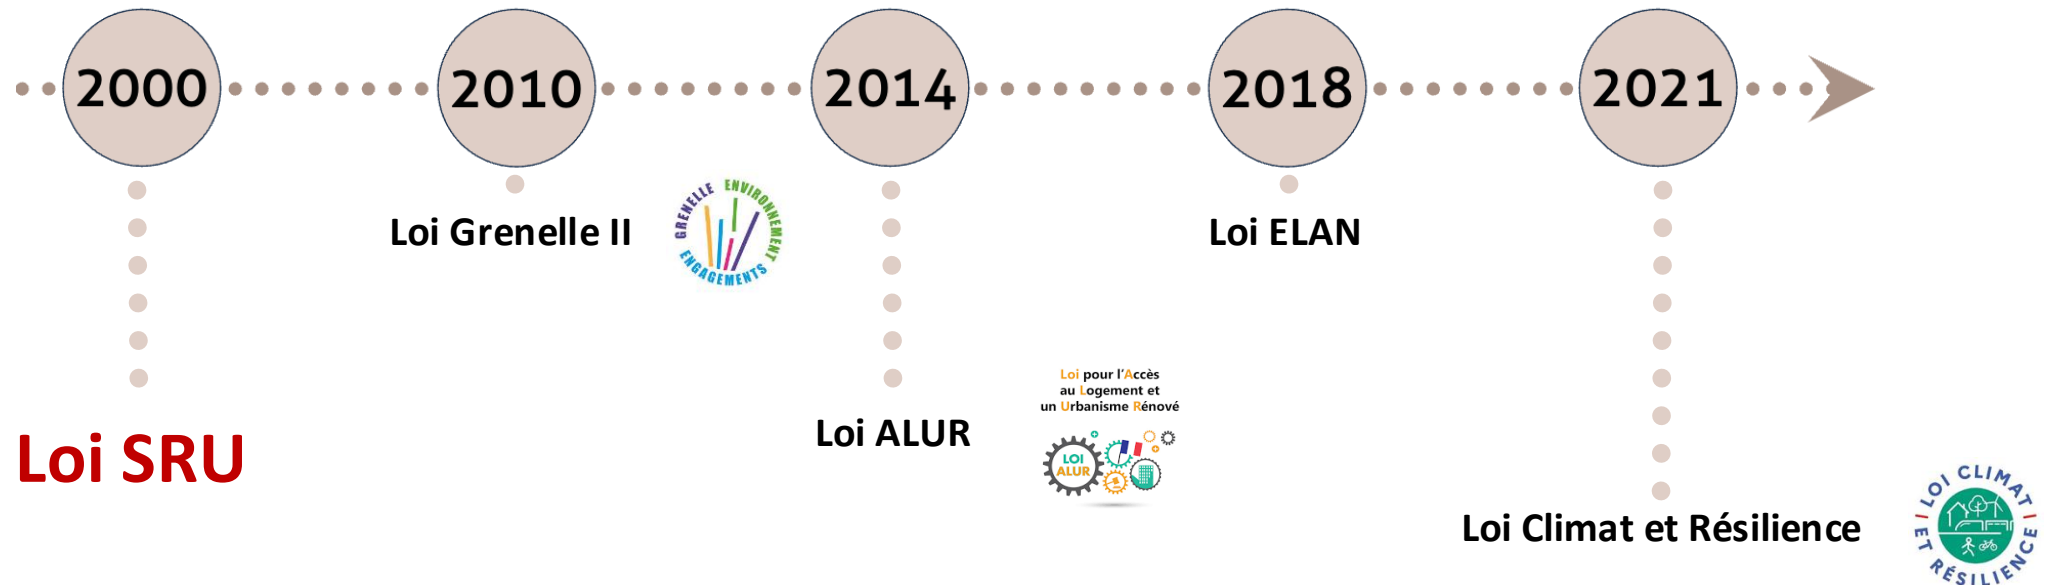 2000
2010
2014
2018
2021
Loi Grenelle II
GRENELLE ENVIRONNEMENT
ENGAGEMENTS
Loi ELAN
Loi pour l'Accès
au Logement et
un Urbanisme Rénové
Loi ALUR
LOI
ALUR
Loi SRU
Loi Climat et Résilience
LOI CLIMAT
ET RÉSILIENCE